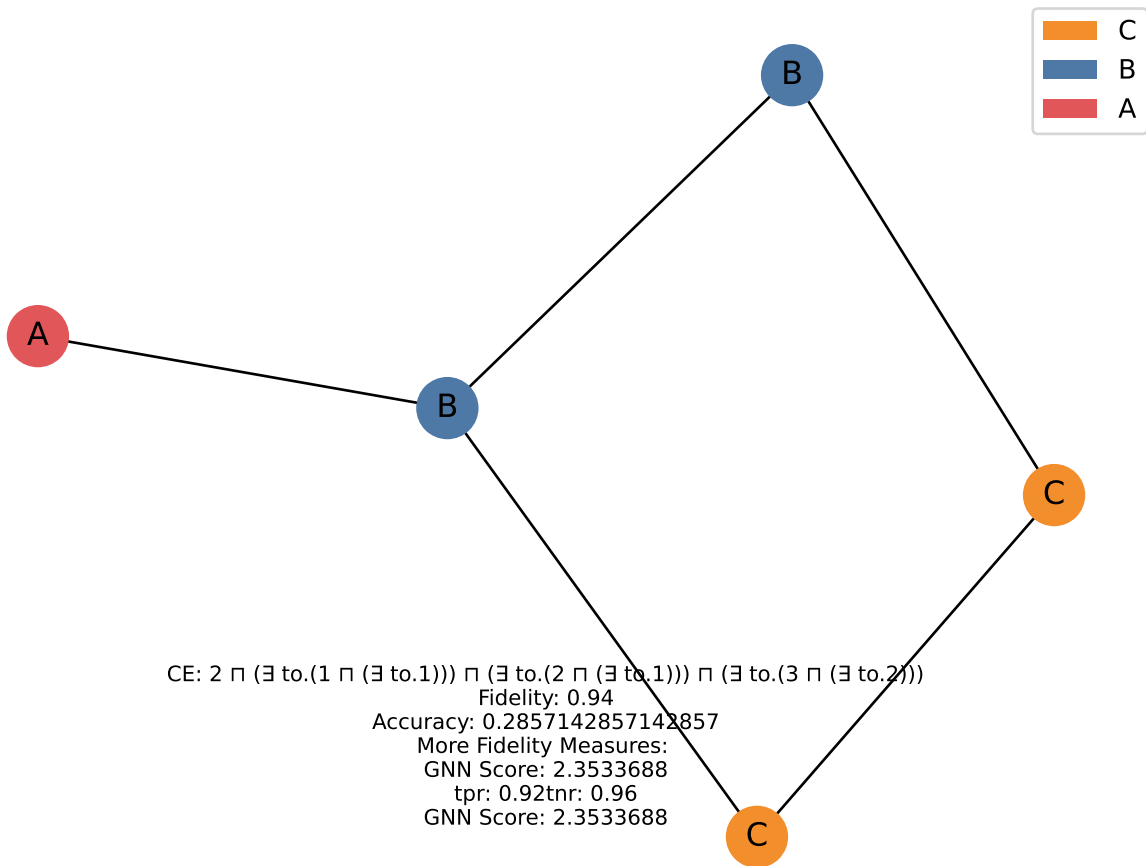 C
B
B
A
A
B
C
CE: 2 ⊓ (∃ to.(1 ⊓ (∃ to.1))) ⊓ (∃ to.(2 ⊓ (∃ to.1))) ⊓ (∃ to.(3 ⊓ (∃ to.2)))
Fidelity: 0.94
Accuracy: 0.2857142857142857
More Fidelity Measures:
GNN Score: 2.3533688
tpr: 0.92tnr: 0.96
GNN Score: 2.3533688
C